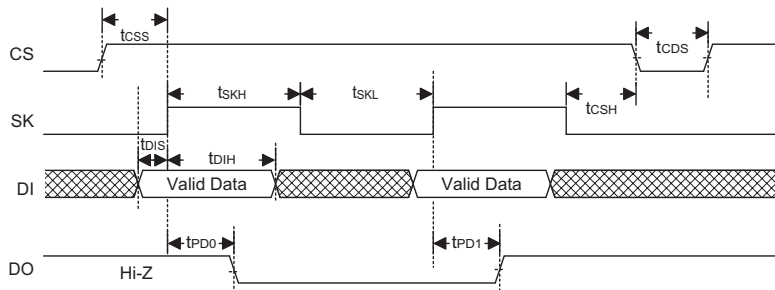 tCSS
CS
tCDS
tSKH
tSKL
SK
tCSH
tDIS
tDIH
DI
Valid Data
Valid Data
tPD0
tPD1
DO
Hi-Z